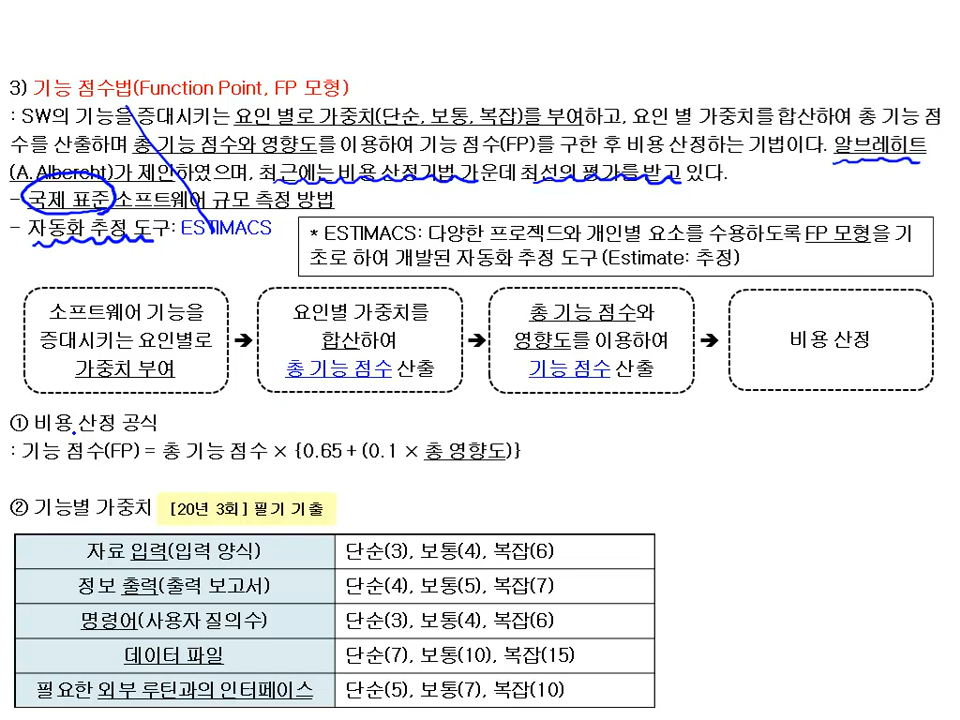 3) 기능 점수법(Function Point, FP 모형)
: SW의 기능을 증대시키는 요인 별로 가중치(단순, 보통, 복잡)를 부여하고, 요인 별 가중치를 합산하여 총 기능 점
수를 산출하며 총 기능 점수와 영향도를 이용하여 기능 점수(FP)를 구한 후 비용 산정하는 기법이다. 알브레히트
(A.Albercht)가 제안하였으며, 최근에는 비용 산정기법 가운데 최선의 평가를 받고 있다.
- 국제 표준 소프트웨어 규모 측정 방법
- 자동화 추정 도구: ESTIMACS
* ESTIMACS: 다양한 프로젝드와 개인별 요소를 수용하도록 FP 모형을 기
초로 하여 개발된 자동화 추정 도구(Estimate: 추정)
소프트웨어 기능을
증대시키는 요인별로
가중치 부여
➔
요인별 가중치를
합산하여
총 기능 점수 산출
➔
총 기능 점수와
영향도를 이용하여
기능 점수 산출
➔
비용 산정
① 비용 산정 공식
: 기능 점수(FP) = 총 기능 점수 × {0.65 + (0.1 × 총 영향도)}
② 기능별 가중치 [20년 3회] 필기 기출
자료 입력(입력 양식) 단순(3), 보통(4), 복잡(6)
정보 출력(출력 보고서) 단순(4), 보통(5), 복잡(7)
명령어(사용자 질의수) 단순(3), 보통(4), 복잡(6)
데이터 파일 단순(7), 보통(10), 복잡(15)
필요한 외부 루틴과의 인터페이스 단순(5), 보통(7), 복잡(10)